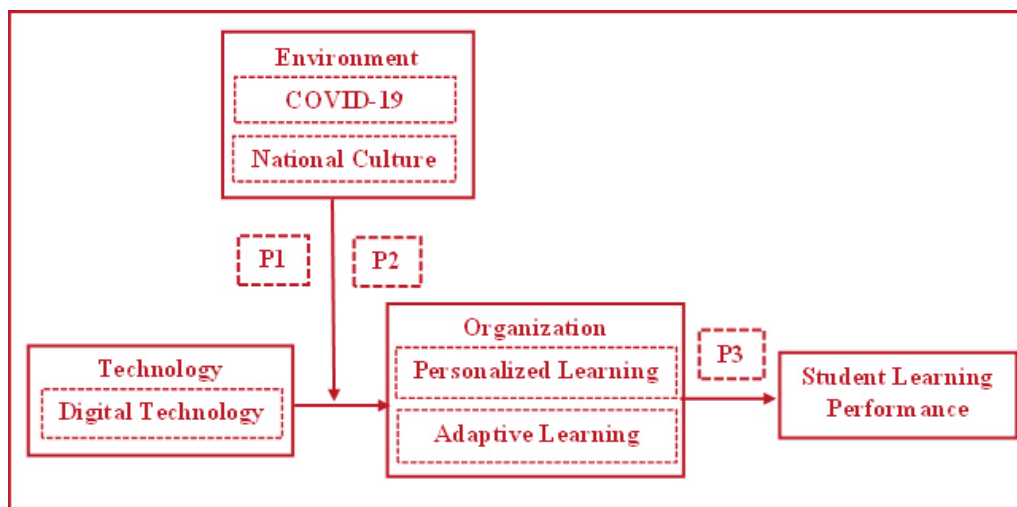 Environment
COVID-19
National Culture
P1
P2
Organization
Personalized Learning
Adaptive Learning
Technology
Digital Technology
P3
Student Learning
Performance